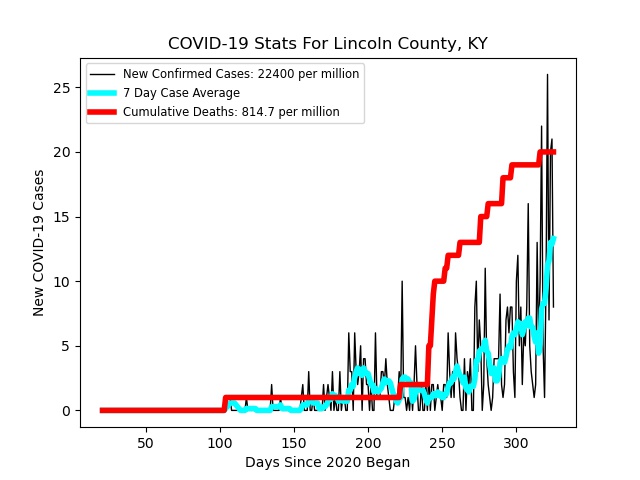 COVID-19 Stats For Lincoln County, KY
New Confirmed Cases: 22400 per million
7 Day Case Average
Cumulative Deaths: 814.7 per million
New COVID-19 Cases
25
20
15
10
5
0
50 100 150 200 250 300
Days Since 2020 Began